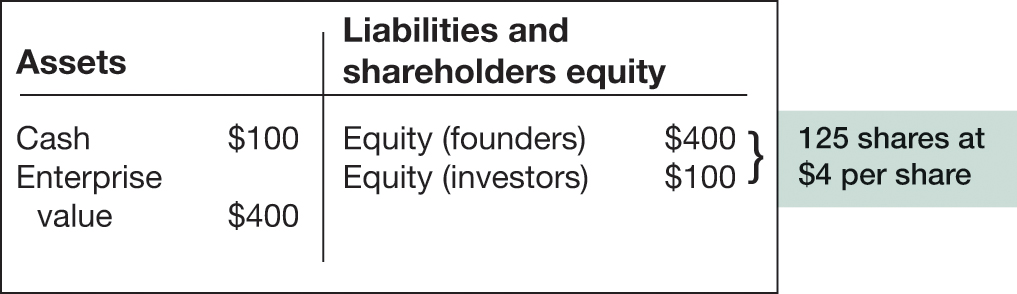 Assets
Liabilities and
shareholders equity
Cash $100
Enterprise
value $400
Equity (founders) $400
Equity (investors) $100
}
125 shares at
$4 per share